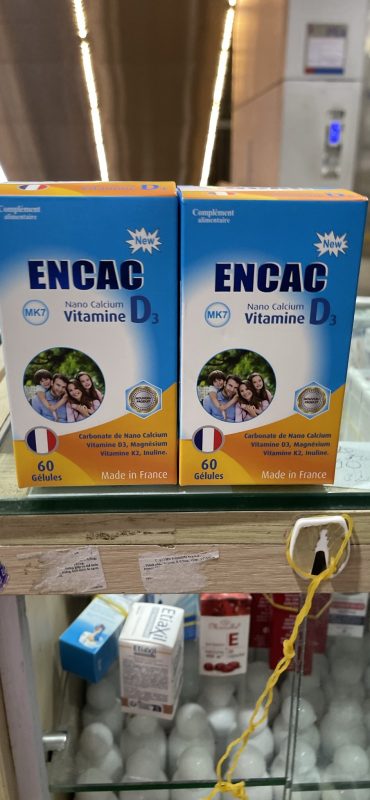 Complément
alimentaire
New
ENCAC
MK7
Nano Calcium
Vitamine D3
Carbonate de Nano Calcium
Vitamine D3, Magnésium
Vitamine K2, Inuline.
60
Gélules
Made in France
Complément
alimentaire
New
ENCAC
MK7
Nano Calcium
Vitamine D3
Carbonate de Nano Calcium
Vitamine D3, Magnésium
Vitamine K2, Inuline.
60
Gélules
Made in France
Etiaxil
E